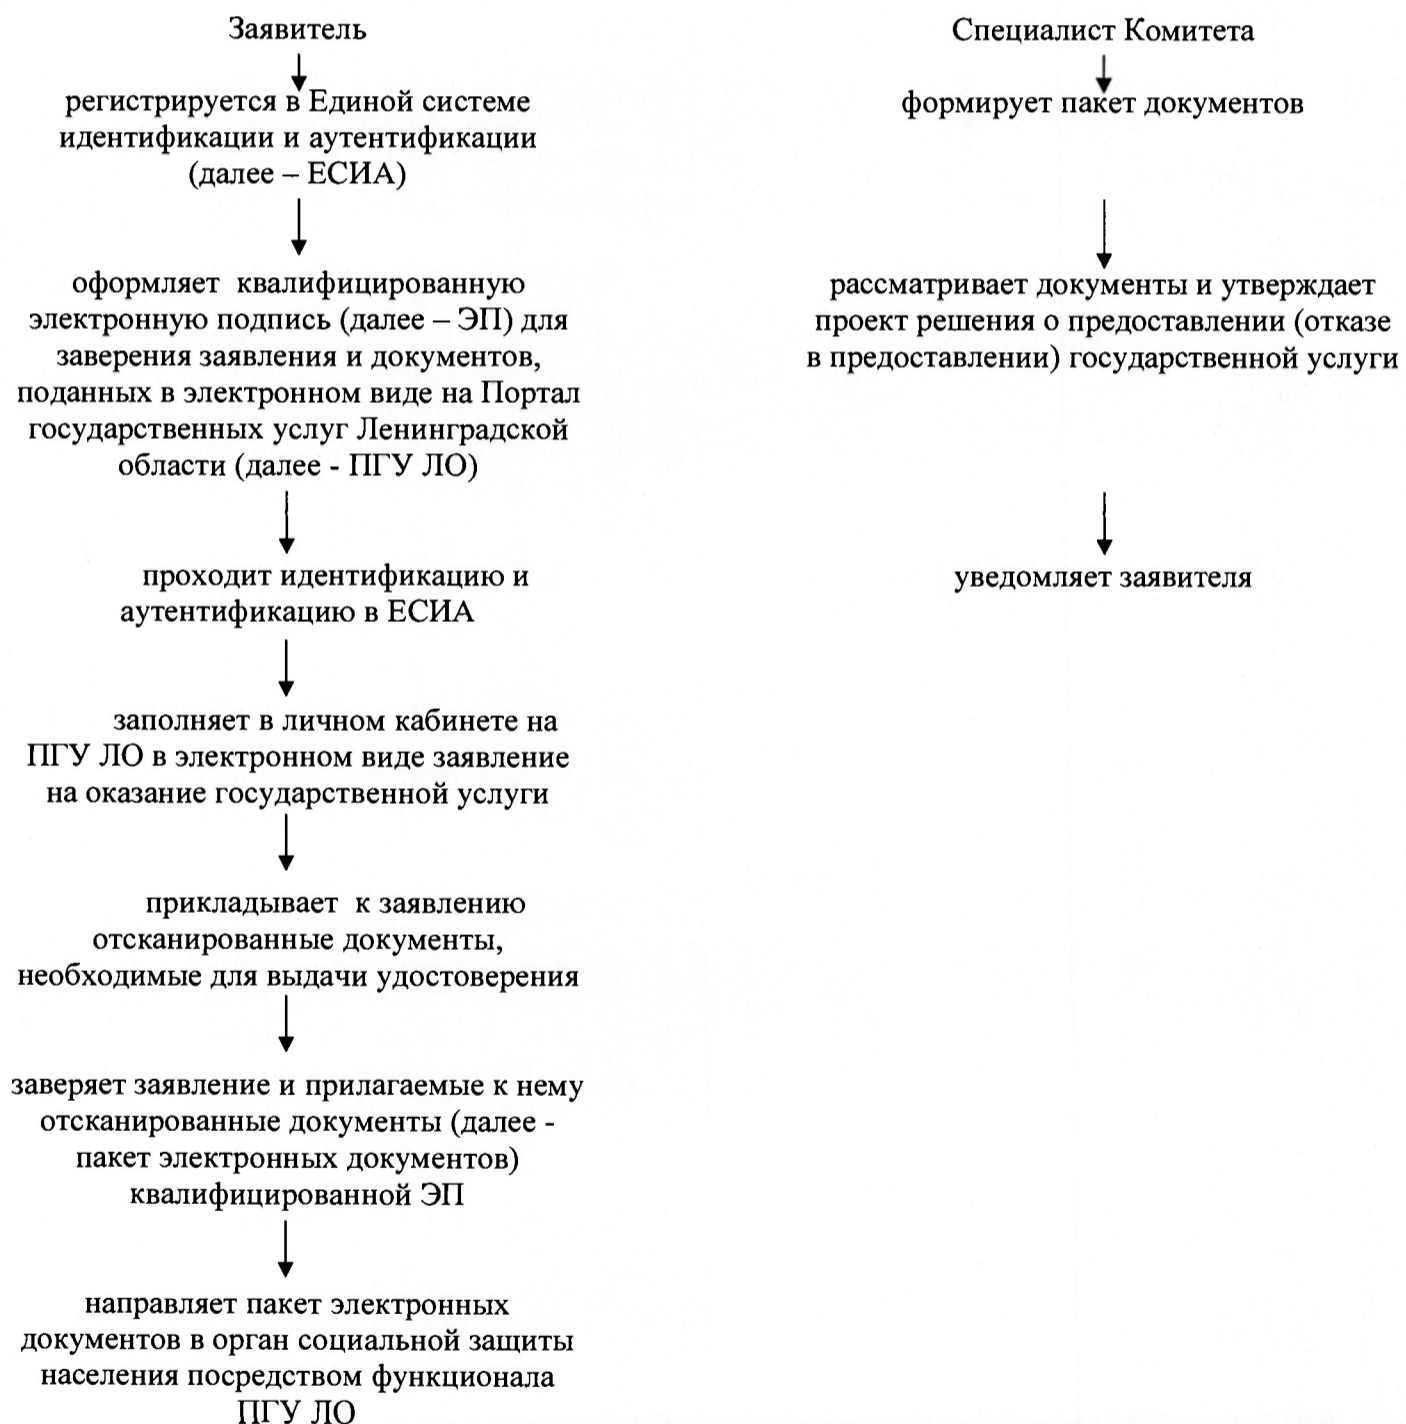 Заявитель
регистрируется в Единой системе
идентификации и аутентификации
(далее – ЕСИА)
оформляет квалифицированную
электронную подпись (далее – ЭП) для
заверения заявления и документов,
поданных в электронном виде на Портал
государственных услуг Ленинградской
области (далее - ПГУ ЛО)
проходит идентификацию и
аутентификацию в ЕСИА
заполняет в личном кабинете на
ПГУ ЛО в электронном виде заявление
на оказание государственной услуги
прикладывает к заявлению
отсканированные документы,
необходимые для выдачи удостоверения
заверяет заявление и прилагаемые к нему
отсканированные документы (далее -
пакет электронных документов)
квалифицированной ЭП
направляет пакет электронных
документов в орган социальной защиты
населения посредством функционала
ПГУ ЛО
Специалист Комитета
формирует пакет документов
рассматривает документы и утверждает
проект решения о предоставлении (отказе
в предоставлении) государственной услуги
уведомляет заявителя